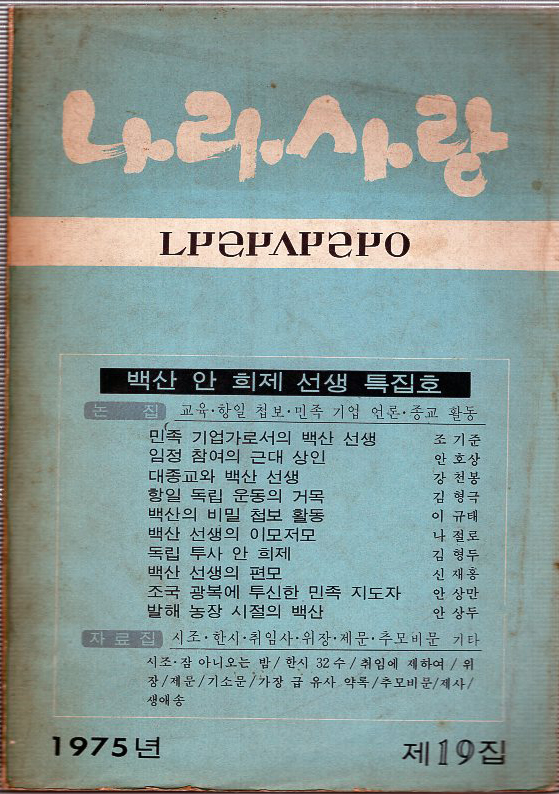 나라사랑
ㄴㅏㄹㅏㅅㅏㄹㅏㅇ
백산 안 희제 선생 특집호
논 집 교육·항일 첩보·민족 기업 언론·종교 활동
민족 기업가로서의 백산 선생 조 기준
임정 참여의 근대 상인 안 호상
대종교와 백산 선생 강 천봉
항일 독립 운동의 거목 김 형극
백산의 비밀 첩보 활동 이 규태
백산 선생의 이모저모 나 절로
독립 투사 안 희제 김 형두
백산 선생의 편모 신 재홍
조국 광복에 투신한 민족 지도자 안 상만
발해 농장 시절의 백산 안 상두
자료집 시조·한시·취임사·위장·제문·추모비문 기타
시조·잠 아니오는 밤/한시 32수/취임에 제하여/위
장/제문/기소문/가장 급 유사 약록/추모비문/제사/
생애송
1975년
제19집